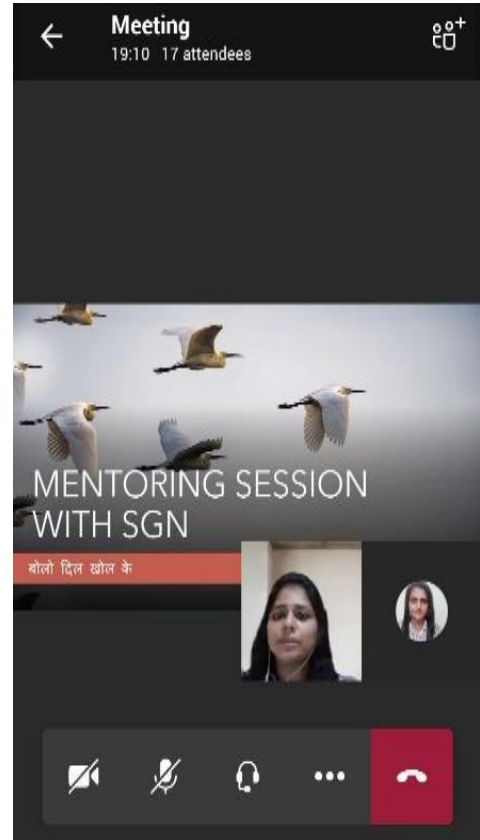 Meeting
19:10 17 attendees
MENTORING SESSION
WITH SGN
बोलो दिल खोल के